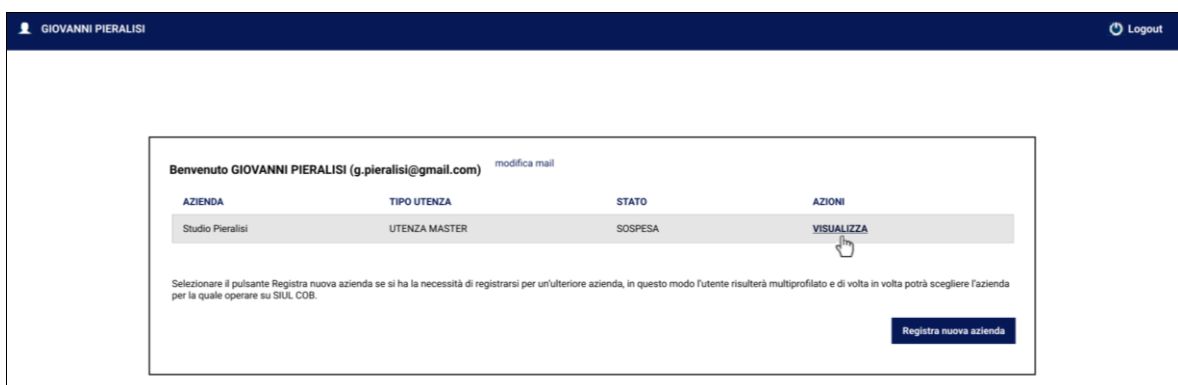 GIOVANNI PIERALISI
Logout
Benvenuto GIOVANNI PIERALISI (g.pieralisi@gmail.com) modifica mail
AZIENDA TIPO UTENZA STATO AZIONI
Studio Pieralisi UTENZA MASTER SOSPESA VISUALIZZA
Selezionare il pulsante Registra nuova azienda se si ha la necessità di registrarsi per un'ulteriore azienda, in questo modo l'utente risulterà multiprofilato e di volta in volta potrà scegliere l'azienda
per la quale operare su SIUL COB.
Registra nuova azienda